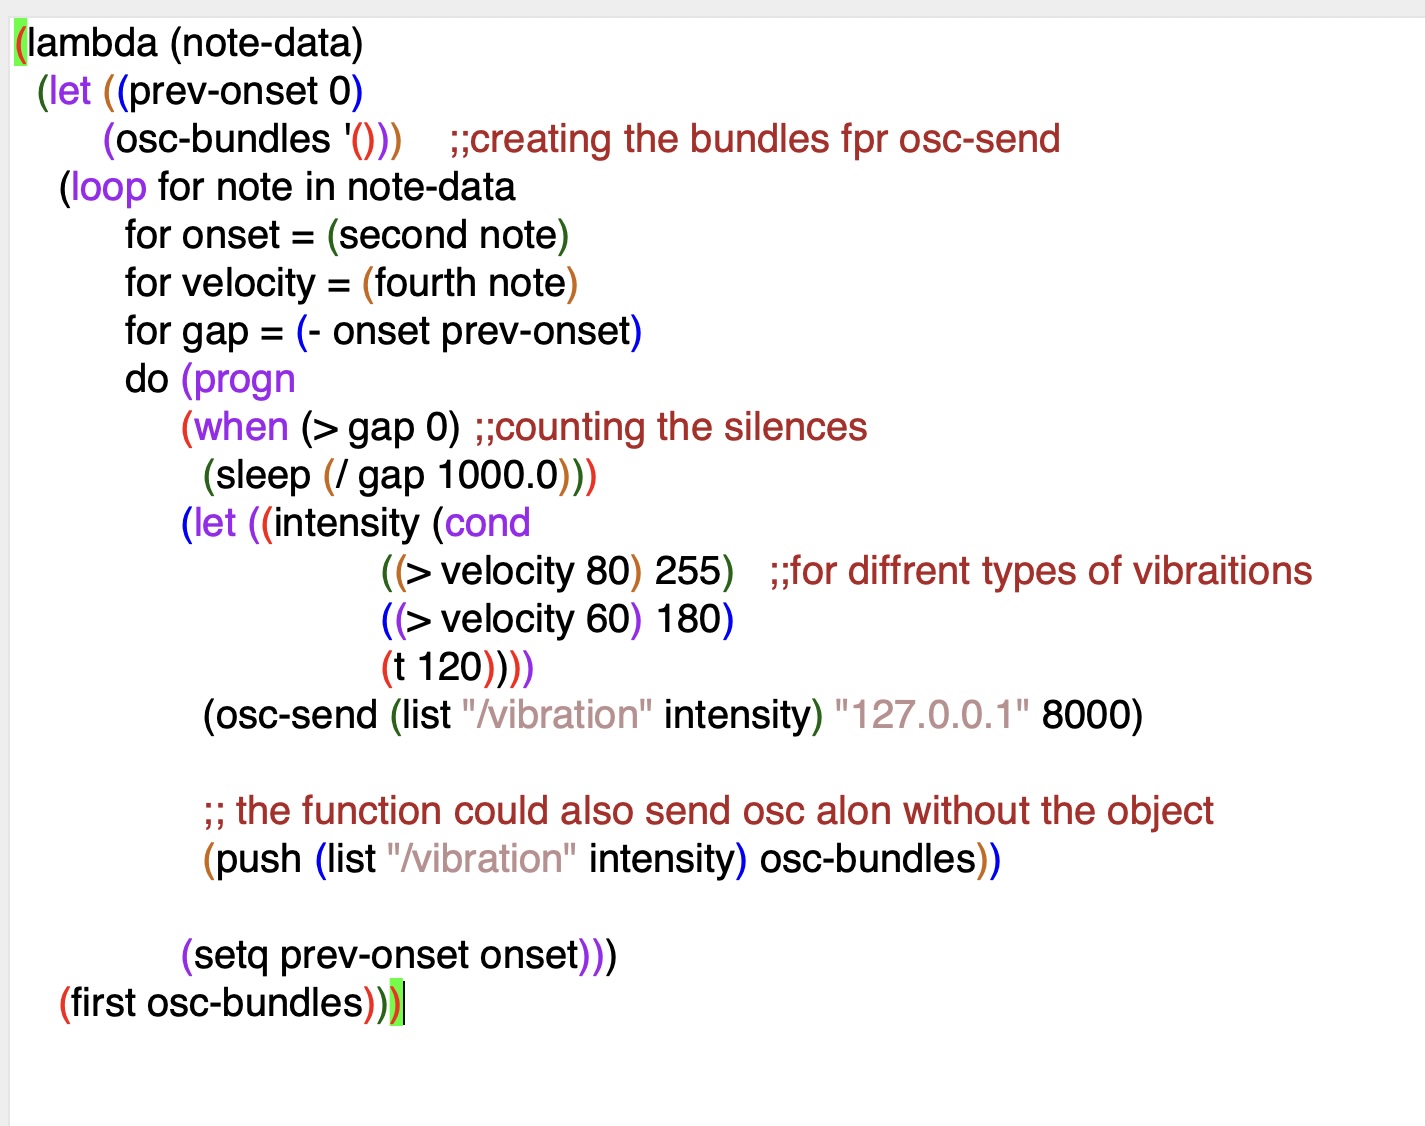 (lambda (note-data)
(let ((prev-onset 0)
(osc-bundles '())) ;;creating the bundles fpr osc-send
(loop for note in note-data
for onset = (second note)
for velocity = (fourth note)
for gap = (- onset prev-onset)
do (progn
(when (> gap 0) ;;counting the silences
(sleep (/ gap 1000.0)))
(let ((intensity (cond
((> velocity 80) 255) ;;for diffrent types of vibraitions
((> velocity 60) 180)
(t 120))))
(osc-send (list "/vibration" intensity) "127.0.0.1" 8000)
;; the function could also send osc alon without the object
(push (list "/vibration" intensity) osc-bundles))
(setq prev-onset onset)))
(first osc-bundles)))